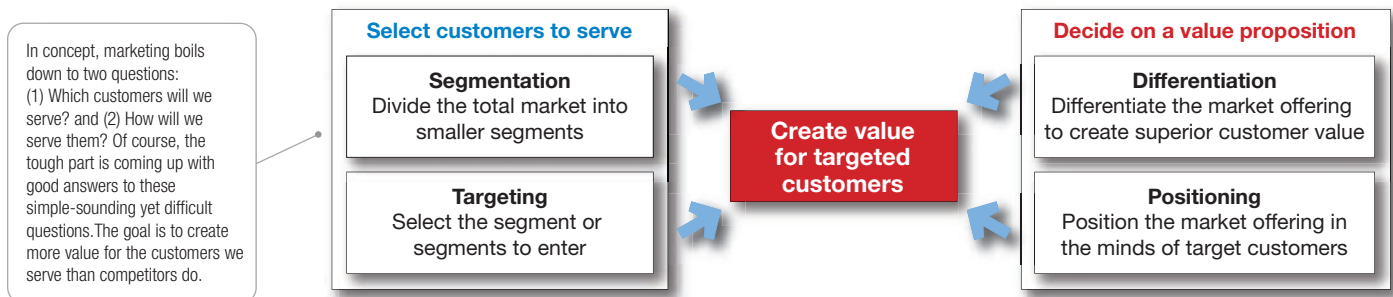 In concept, marketing boils
down to two questions:
(1) Which customers will we
serve? and (2) How will we
serve them? Of course, the
tough part is coming up with
good answers to these
simple-sounding yet difficult
questions.The goal is to create
more value for the customers we
serve than competitors do.
Select customers to serve
Segmentation
Divide the total market into
smaller segments
Targeting
Select the segment or
segments to enter
Create value
for targeted
customers
Decide on a value proposition
Differentiation
Differentiate the market offering
to create superior customer value
Positioning
Position the market offering in
the minds of target customers